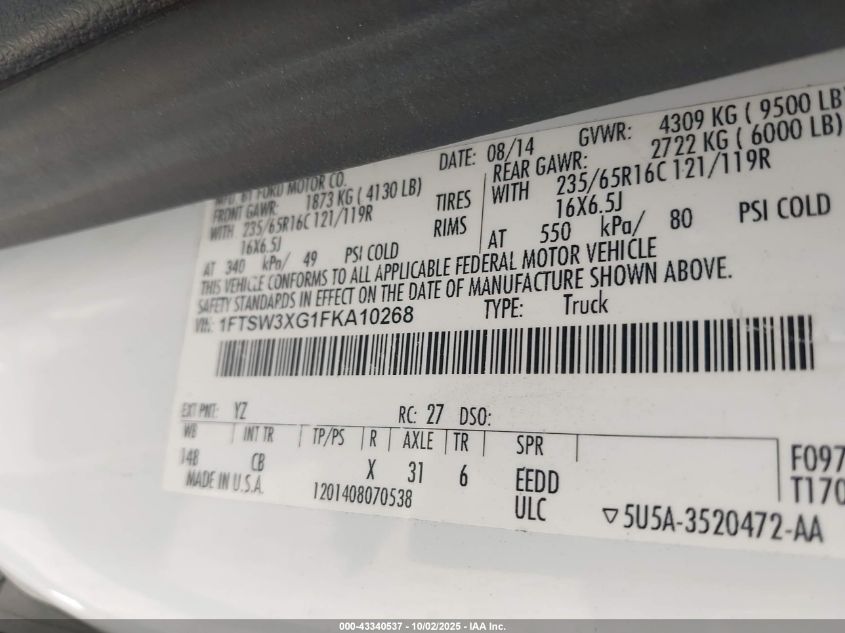 MFD. BY FORD MOTOR CO.
DATE: 08/14
GVWR: 4309 KG ( 9500 LB)
FRONT GAWR: 1873 KG ( 4130 LB)
REAR GAWR: 2722 KG ( 6000 LB)
WITH 235/65R16C 121/119R TIRES
WITH 235/65R16C 121/119R
16X6.5J RIMS
16X6.5J
AT 340 kPa/ 49 PSI COLD
AT 550 kPa/ 80 PSI COLD
THIS VEHICLE CONFORMS TO ALL APPLICABLE FEDERAL MOTOR VEHICLE
SAFETY STANDARDS IN EFFECT ON THE DATE OF MANUFACTURE SHOWN ABOVE.
VIN: 1FTSW3XG1FKA10268
TYPE: Truck
EXT PNT: YZ RC: 27 DSO:
WB INT TR TP/PS R AXLE TR SPR
148 CB X 31 6 EEDD
F097
MADE IN U.S.A. 1201408070538 ULC
T170
▽5U5A-3520472-AA
000-43340537 - 10/02/2025 - IAA Inc.